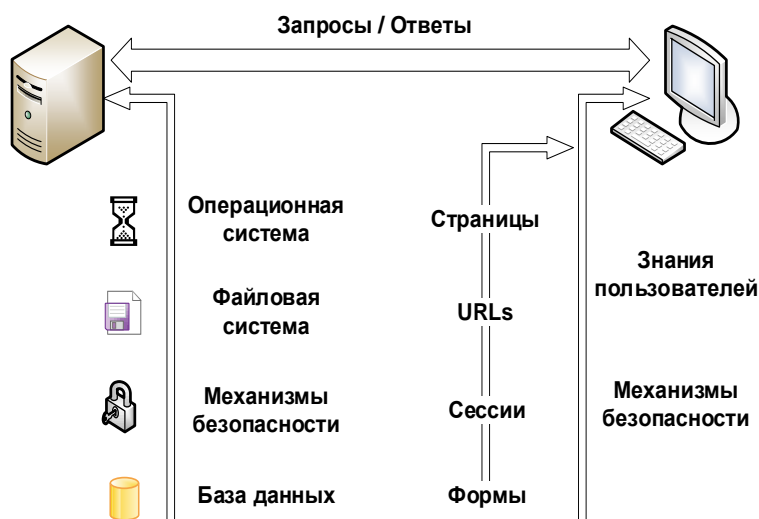 Запросы / Ответы
Операционная
система
Файловая
система
Механизмы
безопасности
База данных
Страницы
URLs
Сессии
Формы
Знания
пользователей
Механизмы
безопасности